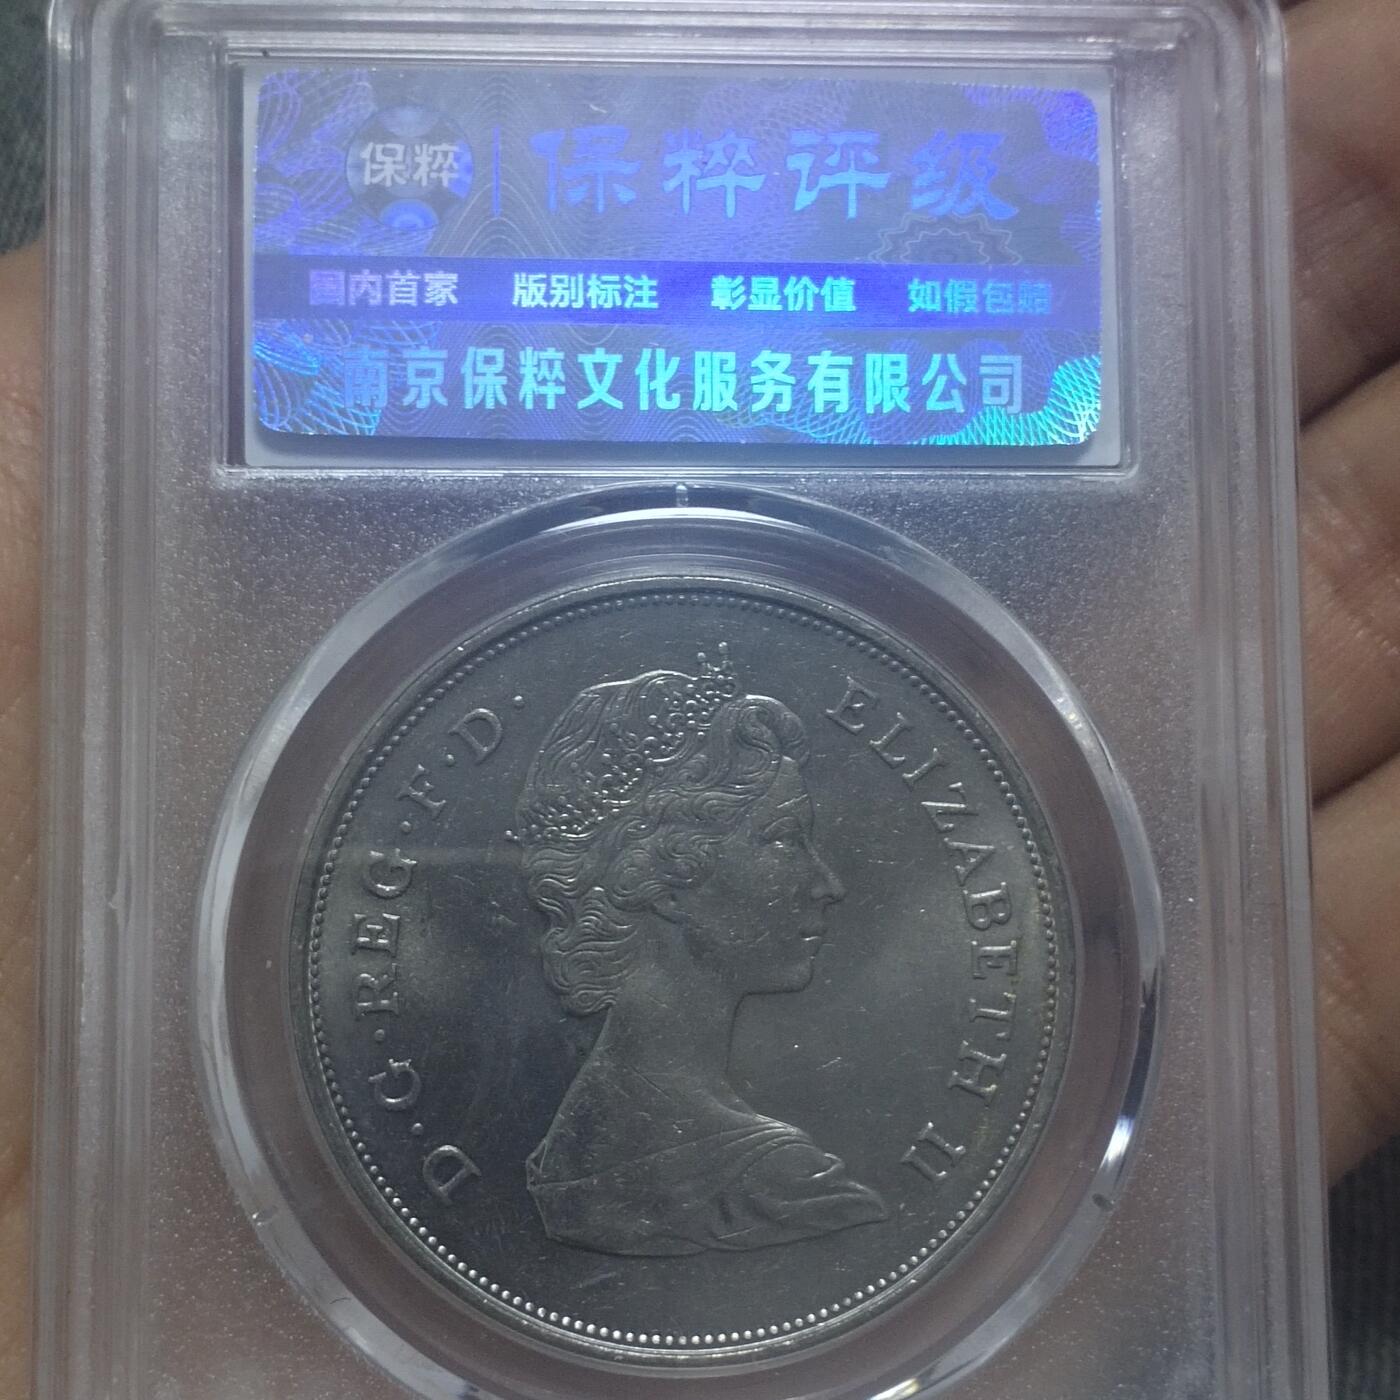 保粹 保粹评级
国内首家 版别标注 彰显价值 如假包赔
南京保粹文化服务有限公司
D·G·REG·F·D· ELIZABETH II